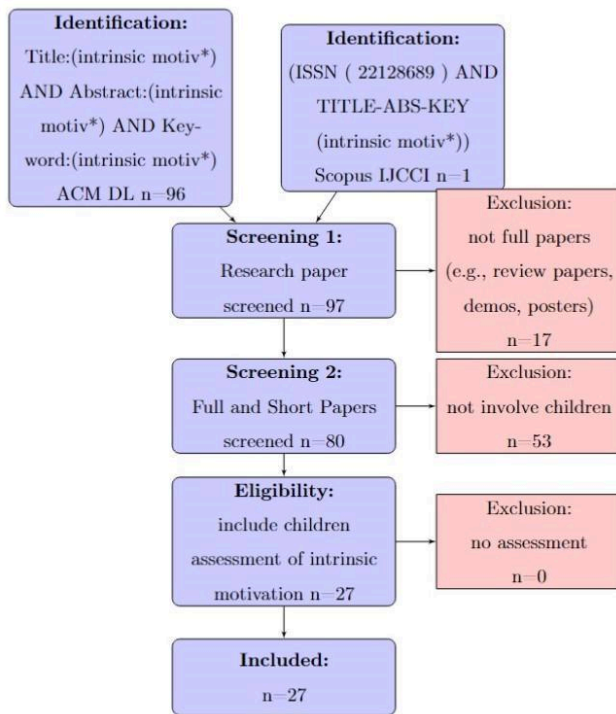 Identification:
Title:(intrinsic motiv*)
AND Abstract:(intrinsic
motiv*) AND Key-
word:(intrinsic motiv*)
ACM DL n=96
Identification:
(ISSN ( 22128689 ) AND
TITLE-ABS-KEY
(intrinsic motiv*))
Scopus IJCCI n=1
Screening 1:
Research paper
screened n=97
Exclusion:
not full papers
(e.g., review papers,
demos, posters)
n=17
Screening 2:
Full and Short Papers
screened n=80
Exclusion:
not involve children
n=53
Eligibility:
include children
assessment of intrinsic
motivation n=27
Exclusion:
no assessment
n=0
Included:
n=27